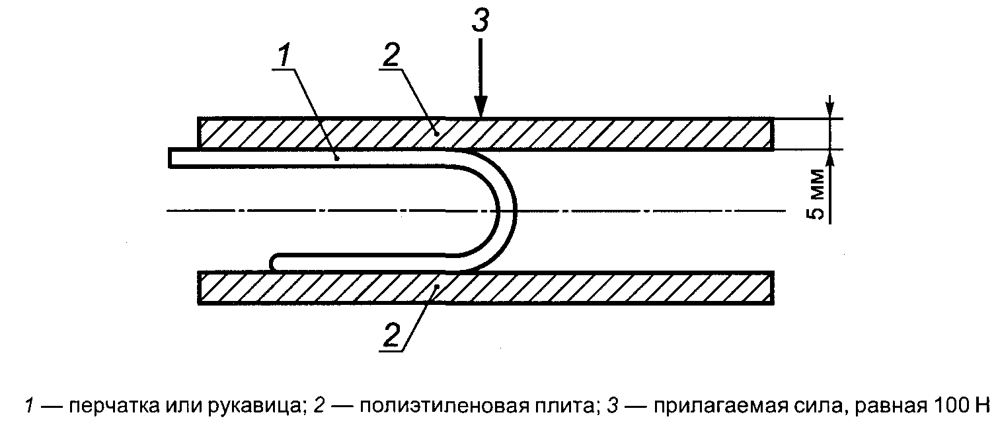 3
1
2
5 мм
2
1 — перчатка или рукавица; 2 — полиэтиленовая плита; 3 — прилагаемая сила, равная 100 Н